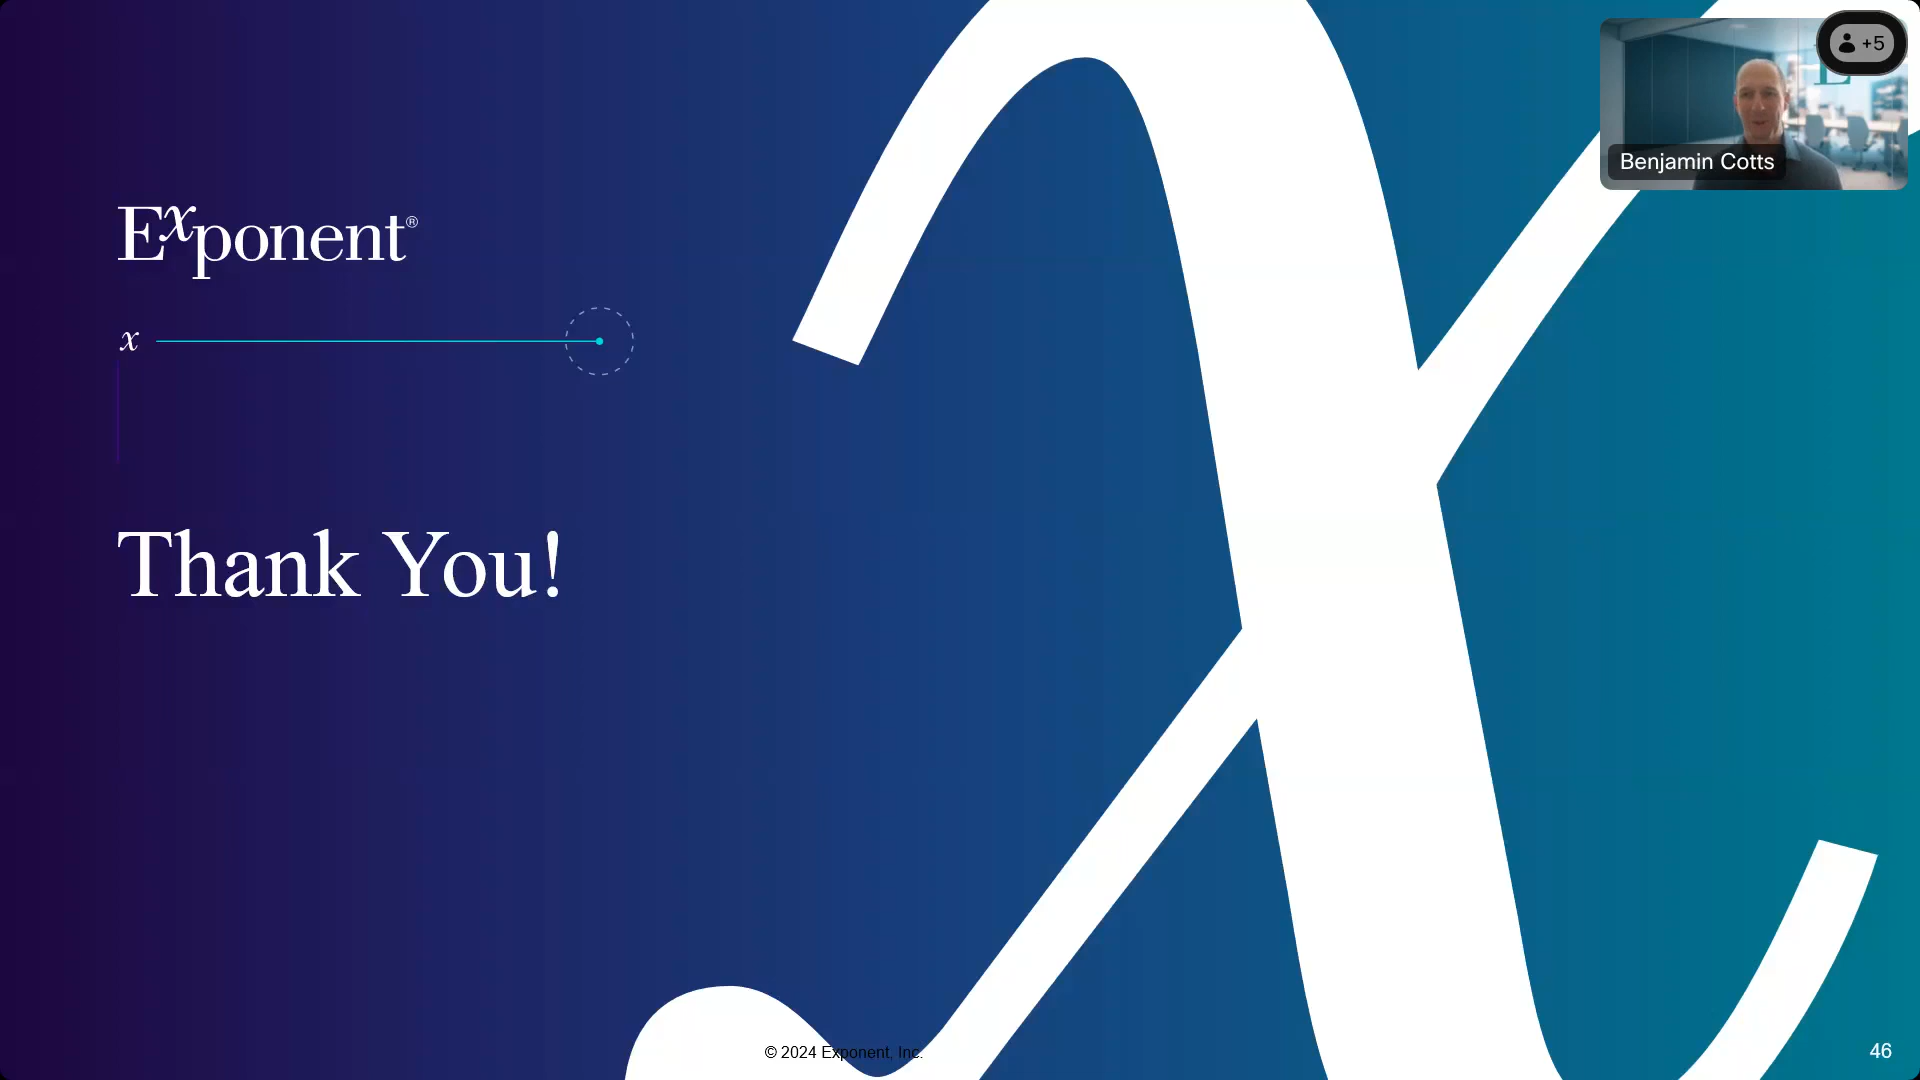 +5
Benjamin Cotts
Exponent®
x
Thank You!
© 2024 Exponent, Inc.
46